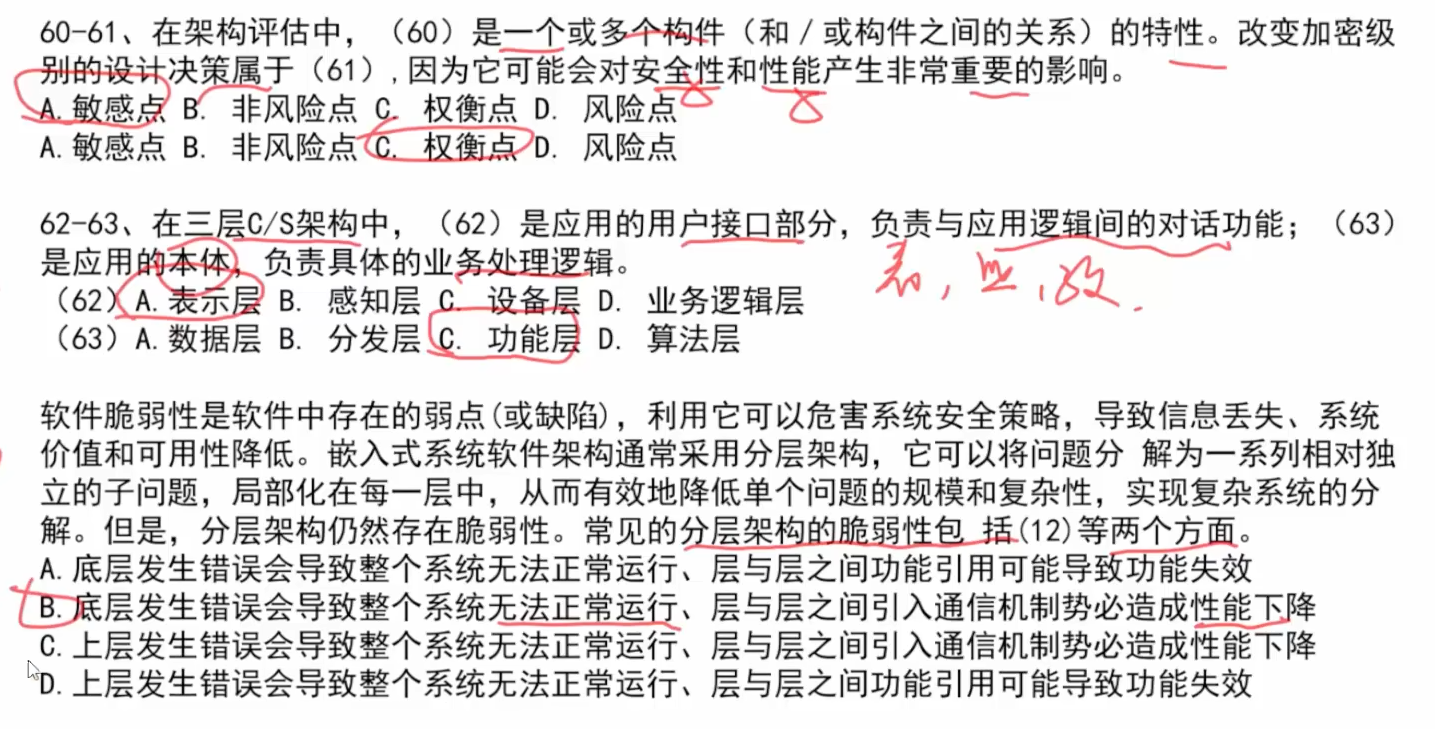 60-61、在架构评估中，（60）是一个或多个构件（和／或构件之间的关系）的特性。改变加密级
别的设计决策属于（61）,因为它可能会对安全性和性能产生非常重要的影响。
A.敏感点 B. 非风险点 C. 权衡点 D. 风险点
A.敏感点 B. 非风险点 C. 权衡点 D. 风险点
62-63、在三层C/S架构中，（62）是应用的用户接口部分，负责与应用逻辑间的对话功能；（63）
是应用的本体，负责具体的业务处理逻辑。
（62）A.表示层 B. 感知层 C. 设备层 D. 业务逻辑层
（63）A.数据层 B. 分发层 C. 功能层 D. 算法层
软件脆弱性是软件中存在的弱点(或缺陷)，利用它可以危害系统安全策略，导致信息丢失、系统
价值和可用性降低。嵌入式系统软件架构通常采用分层架构，它可以将问题分 解为一系列相对独
立的子问题，局部化在每一层中，从而有效地降低单个问题的规模和复杂性，实现复杂系统的分
解。但是，分层架构仍然存在脆弱性。常见的分层架构的脆弱性包 括(12)等两个方面。
A.底层发生错误会导致整个系统无法正常运行、层与层之间功能引用可能导致功能失效
B.底层发生错误会导致整个系统无法正常运行、层与层之间引入通信机制势必造成性能下降
C.上层发生错误会导致整个系统无法正常运行、层与层之间引入通信机制势必造成性能下降
D.上层发生错误会导致整个系统无法正常运行、层与层之间功能引用可能导致功能失效